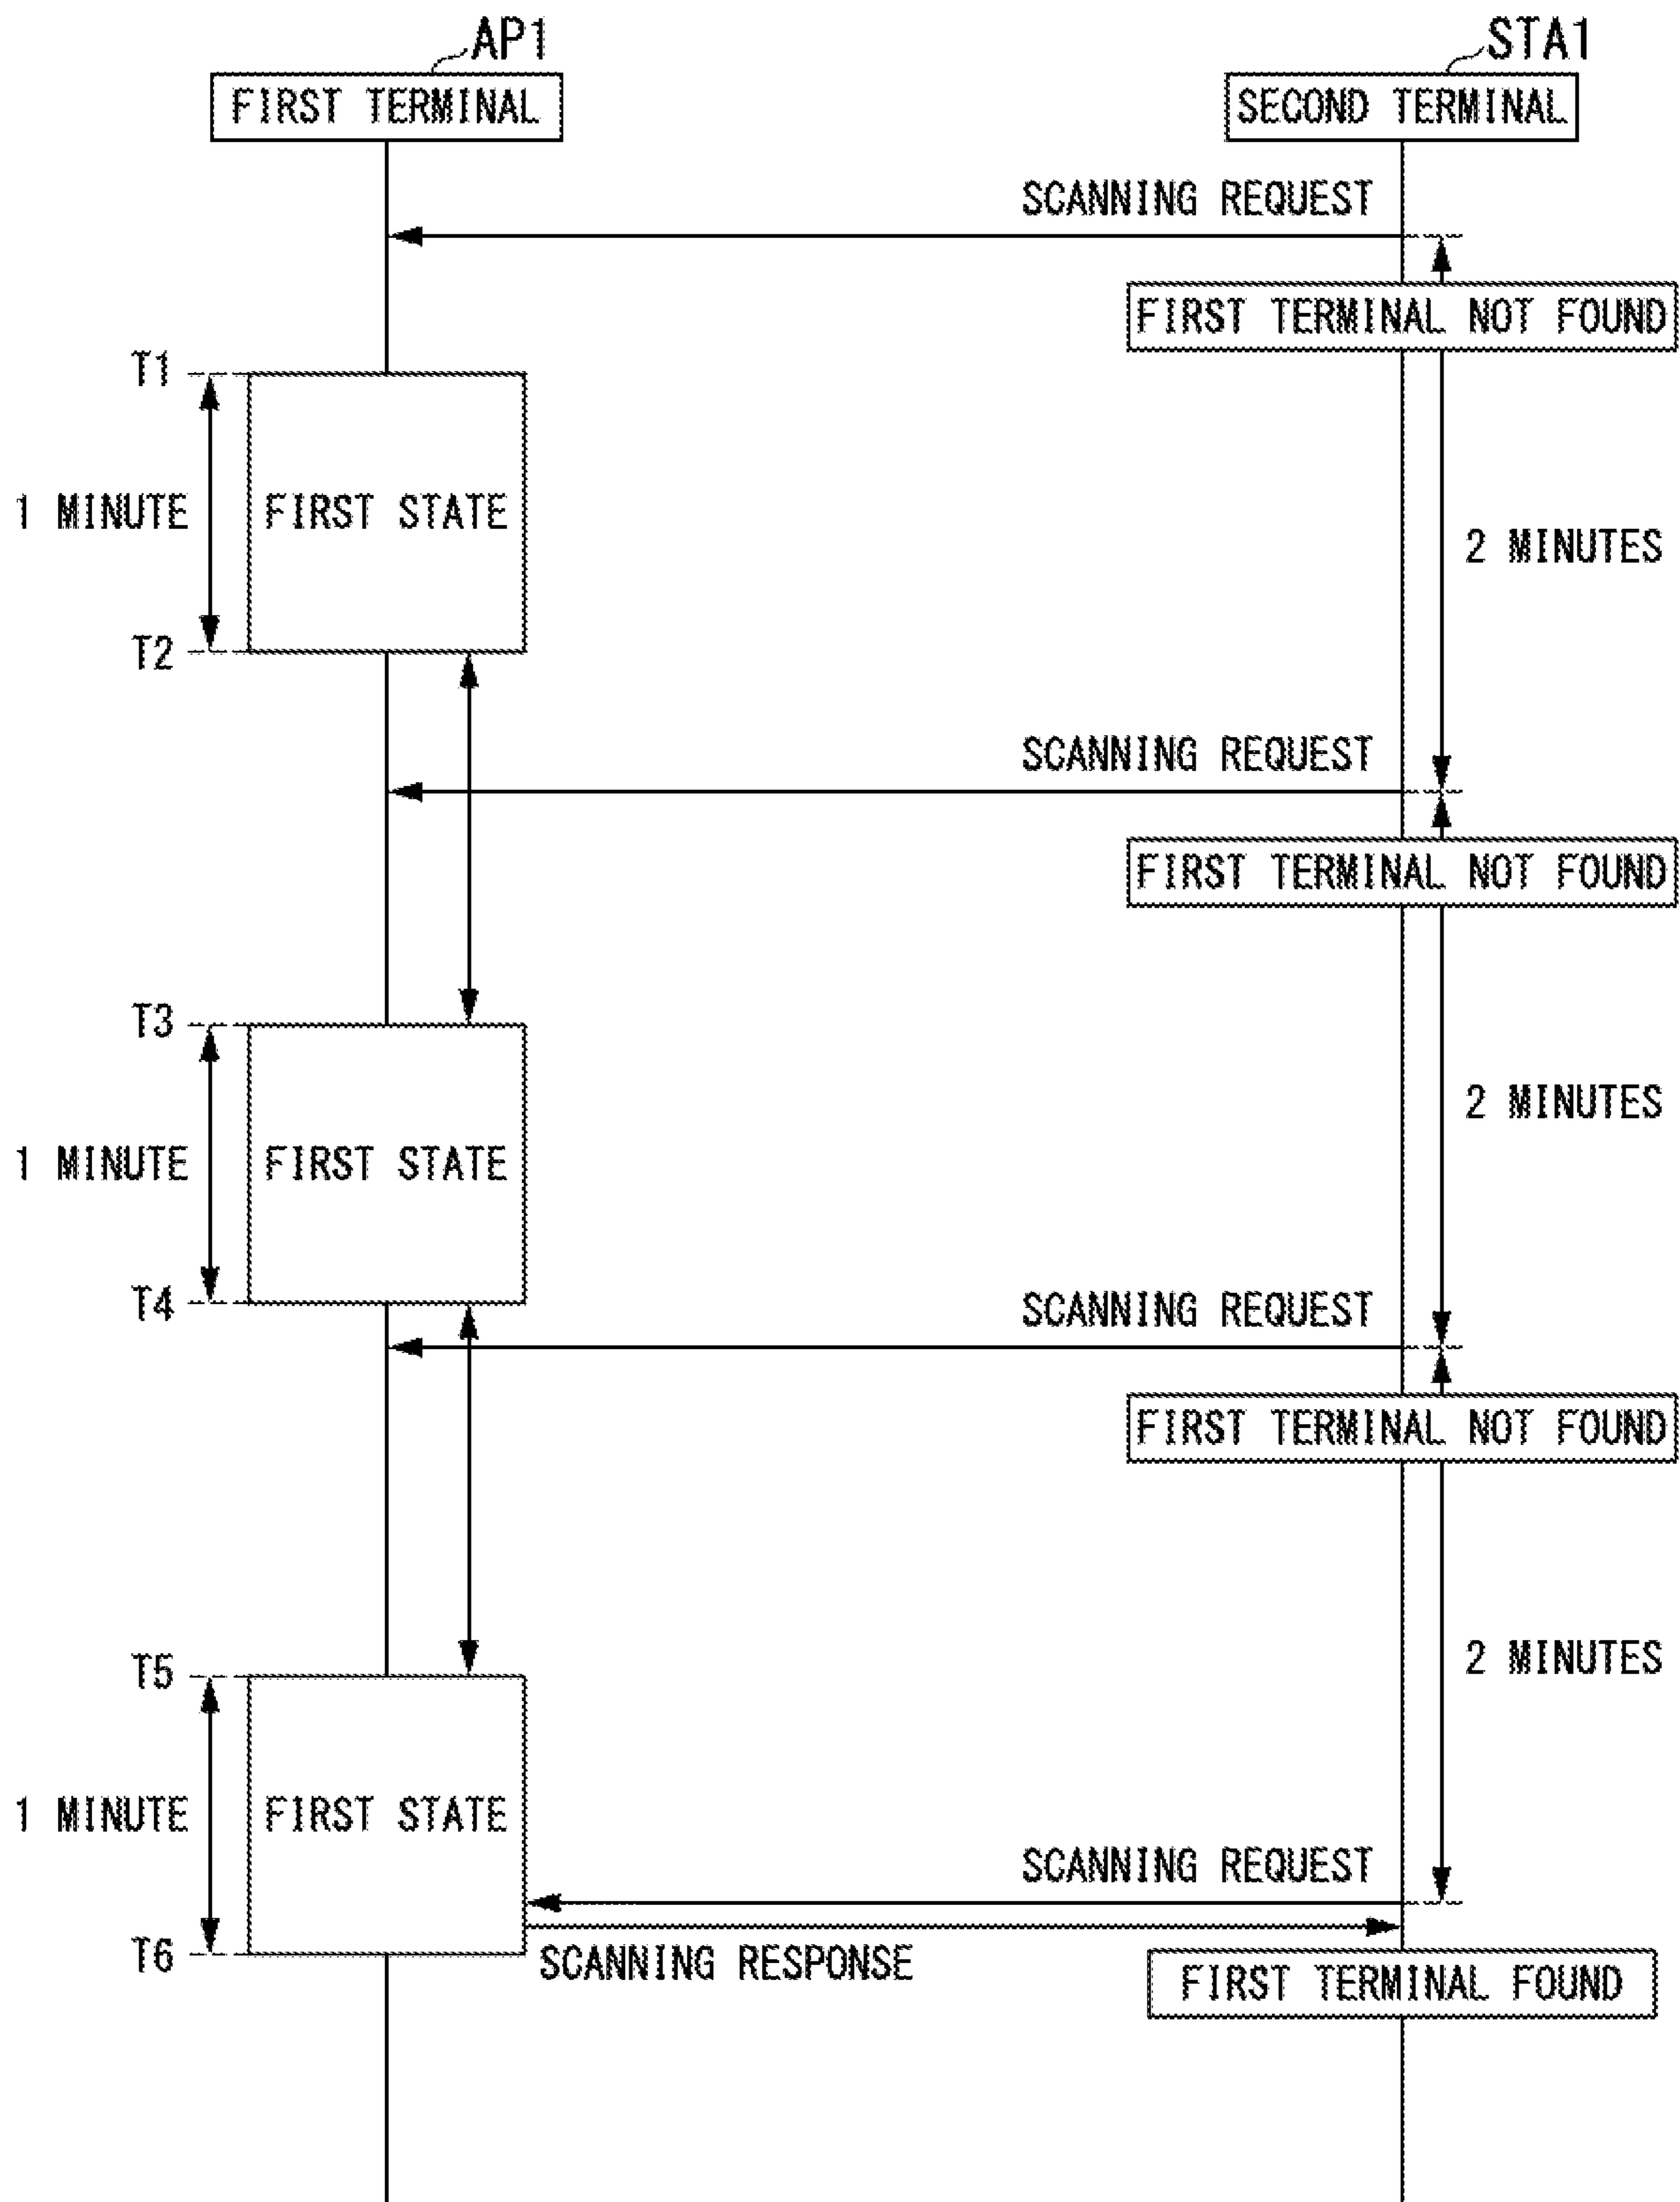 AP1
STA1
FIRST TERMINAL
SECOND TERMINAL
SCANNING REQUEST
FIRST TERMINAL NOT FOUND
T1
1 MINUTE
FIRST STATE
2 MINUTES
T2
SCANNING REQUEST
FIRST TERMINAL NOT FOUND
T3
2 MINUTES
1 MINUTE
FIRST STATE
T4
SCANNING REQUEST
FIRST TERMINAL NOT FOUND
T5
2 MINUTES
1 MINUTE
FIRST STATE
SCANNING REQUEST
T6
SCANNING RESPONSE
FIRST TERMINAL FOUND